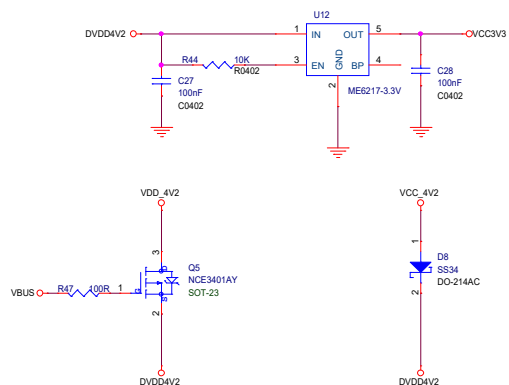 U12
DVDD4V2
1
IN
OUT
5
VCC3V3
R44
10K
R0402
3
EN
GND
BP
4
C27
100nF
C0402
2
ME6217-3.3V
C28
100nF
C0402
VDD_4V2
VCC_4V2
3
D
Q5
NCE3401AY
SOT-23
1
D8
SS34
DO-214AC
VBUS
R47
100R
1
G
S
2
2
DVDD4V2
DVDD4V2